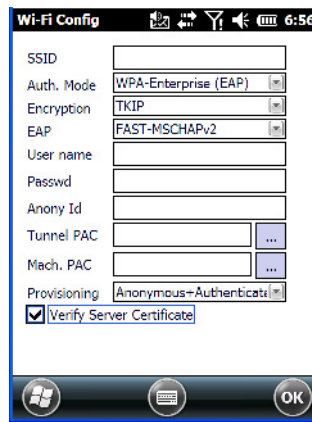 Wi-Fi Config 6:56
SSID
Auth. Mode WPA-Enterprise (EAP)
Encryption TKIP
EAP FAST-MSCHAPv2
User name
Passwd
Anony Id
Tunnel PAC ...
Mach. PAC ...
Provisioning Anonymous+Authenticate
Verify Server Certificate
OK